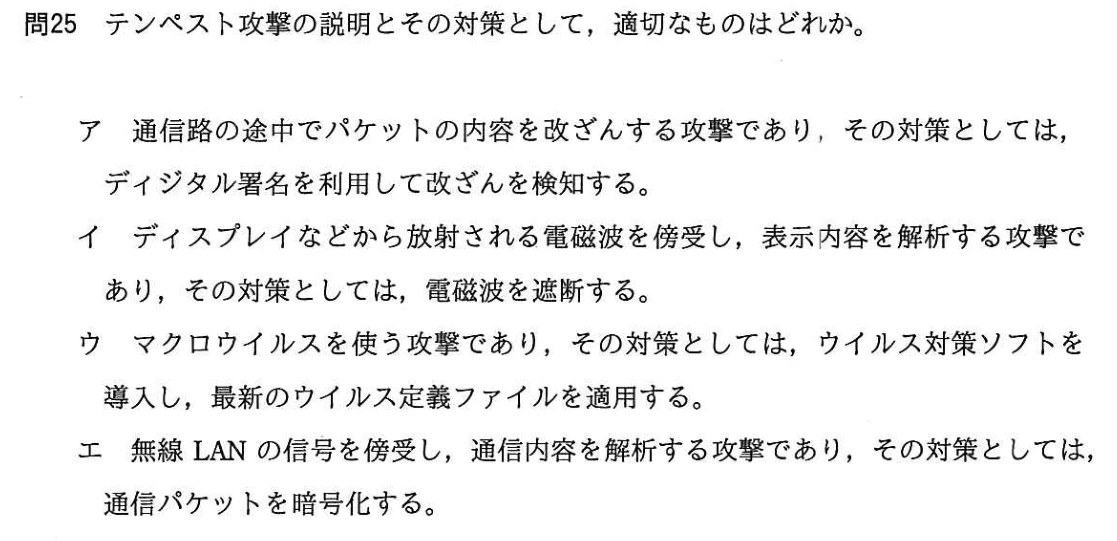 問25 テンペスト攻撃の説明とその対策として，適切なものはどれか。
ア 通信路の途中でパケットの内容を改ざんする攻撃であり，その対策としては，
ディジタル署名を利用して改ざんを検知する。
イ ディスプレイなどから放射される電磁波を傍受し，表示内容を解析する攻撃で
あり，その対策としては，電磁波を遮断する。
ウ マクロウイルスを使う攻撃であり，その対策としては，ウイルス対策ソフトを
導入し，最新のウイルス定義ファイルを適用する。
エ 無線 LAN の信号を傍受し，通信内容を解析する攻撃であり，その対策としては，
通信パケットを暗号化する。